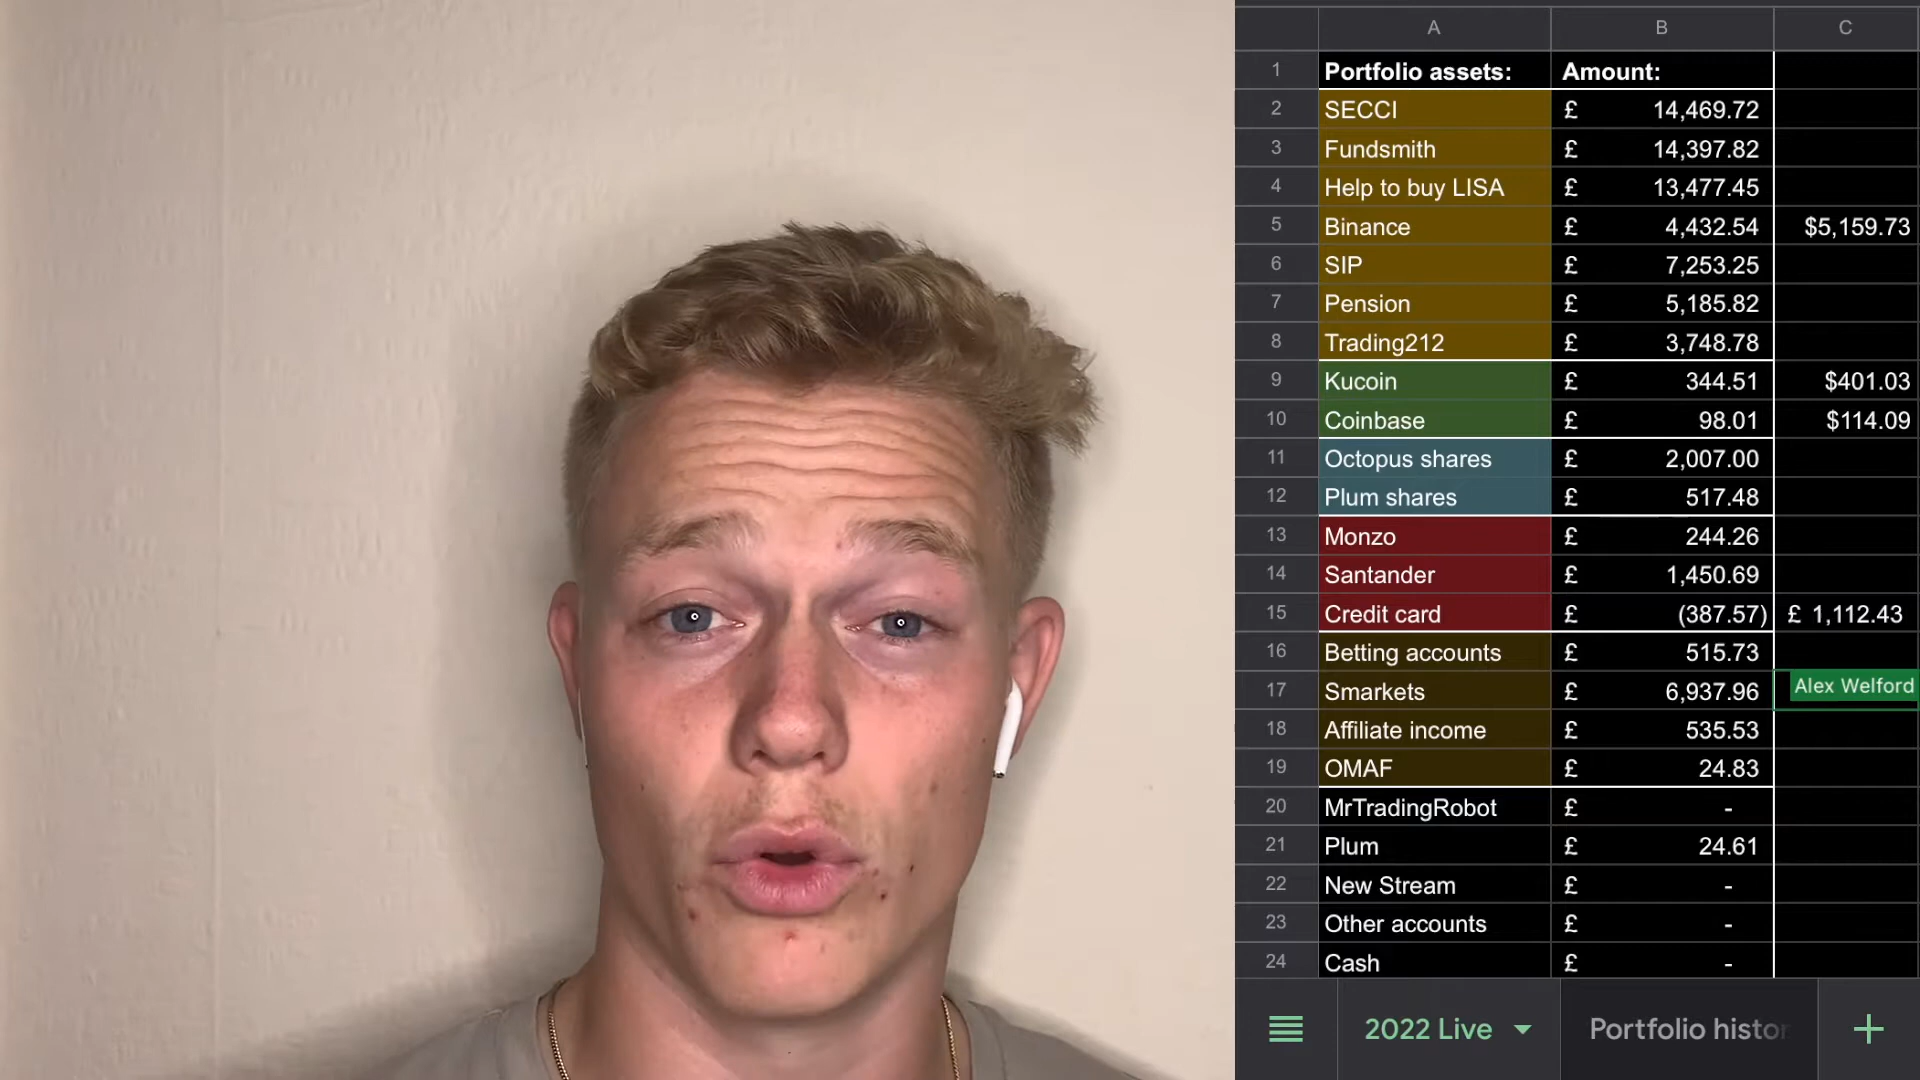 A B C
1 Portfolio assets: Amount:
2 SECCI £ 14,469.72
3 Fundsmith £ 14,397.82
4 Help to buy LISA £ 13,477.45
5 Binance £ 4,432.54 $5,159.73
6 SIP £ 7,253.25
7 Pension £ 5,185.82
8 Trading212 £ 3,748.78
9 Kucoin £ 344.51 $401.03
10 Coinbase £ 98.01 $114.09
11 Octopus shares £ 2,007.00
12 Plum shares £ 517.48
13 Monzo £ 244.26
14 Santander £ 1,450.69
15 Credit card £ (387.57) £ 1,112.43
16 Betting accounts £ 515.73
17 Smarkets £ 6,937.96 Alex Welford
18 Affiliate income £ 535.53
19 OMAF £ 24.83
20 MrTradingRobot £ -
21 Plum £ 24.61
22 New Stream £ -
23 Other accounts £ -
24 Cash £ -
2022 Live Portfolio histor